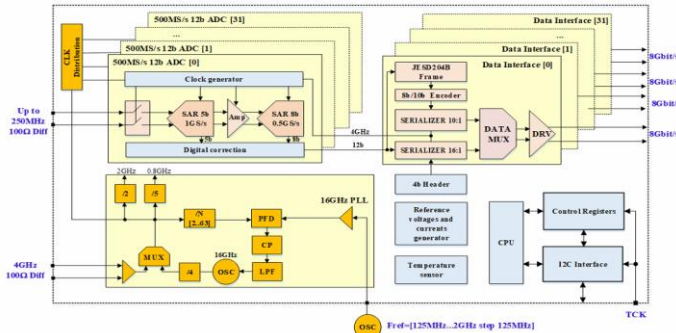 500MS/s 12b ADC [31]
...
500MS/s 12b ADC [1]
500MS/s 12b ADC [0]
CLK
Distribution
Clock generator
SAR 5b
1GS/s
Amp
SAR 8b
0.5GS/s
5b
8b
Digital correction
Up to
250MHz
100Ω Diff
4GHz
12b
Data Interface [31]
...
Data Interface [1]
Data Interface [0]
JESD204B
Frame
8b/10b Encoder
SERIALIZER 10:1
SERIALIZER 16:1
DATA
MUX
DRV
8Gbit/s
8Gbit/s
8Gbit/s
8Gbit/s
4b Header
Reference
voltages and
currents
generator
Temperature
sensor
CPU
Control Registers
I2C Interface
TCK
2GHz
0.8GHz
/2
/5
/N
[2..63]
PFD
16GHz PLL
CP
MUX
16GHz
/4
OSC
LPF
4GHz
100Ω Diff
OSC
Fref=[125MHz...2GHz step 125MHz]